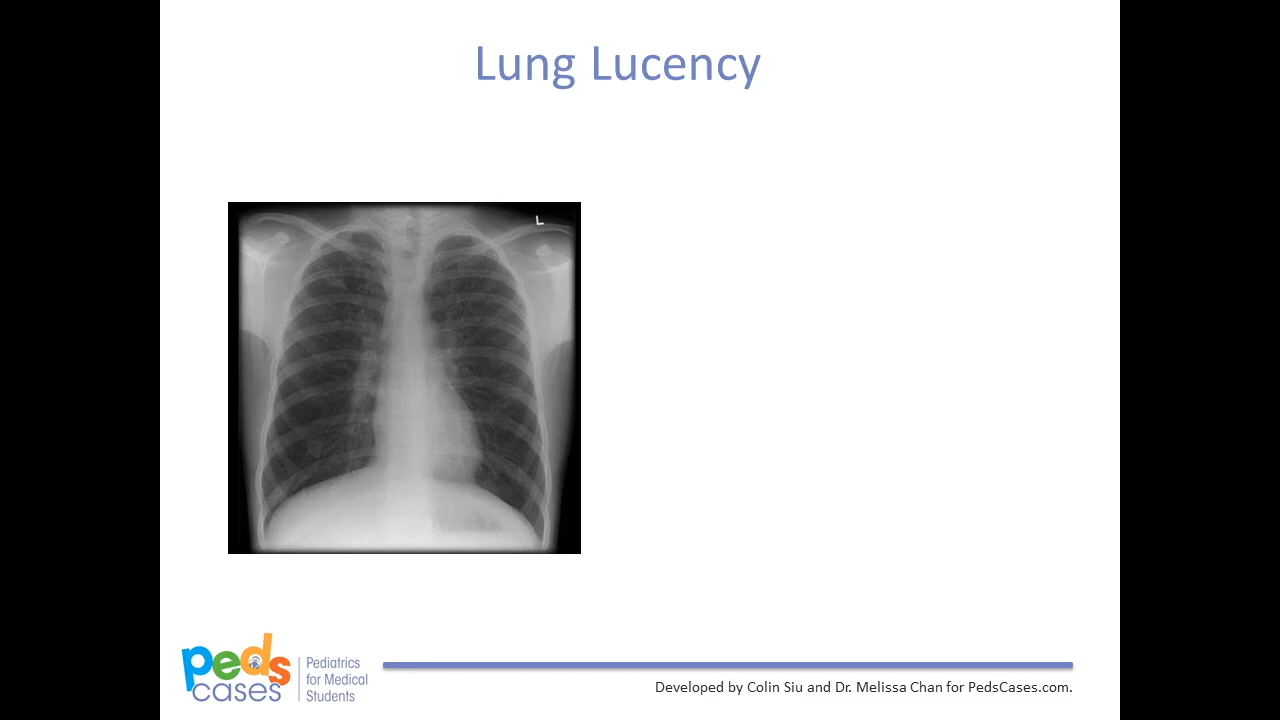 Lung Lucency
L
peds
cases
Pediatrics
for Medical
Students
Developed by Colin Siu and Dr. Melissa Chan for PedsCases.com.